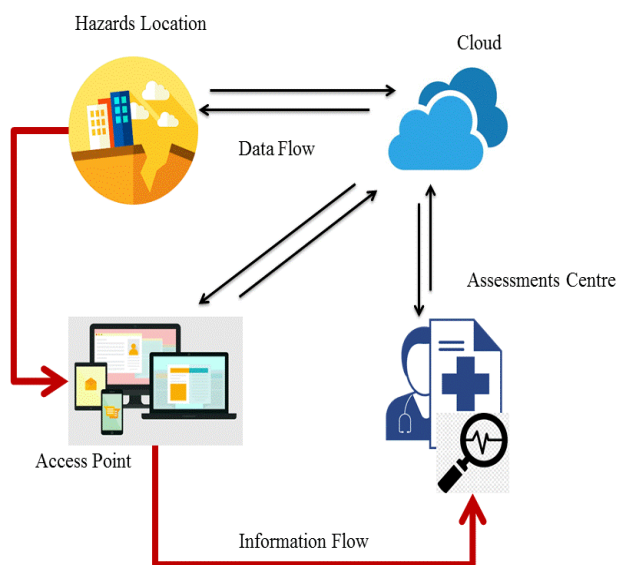 Hazards Location
Cloud
Data Flow
Assessments Centre
Access Point
Information Flow